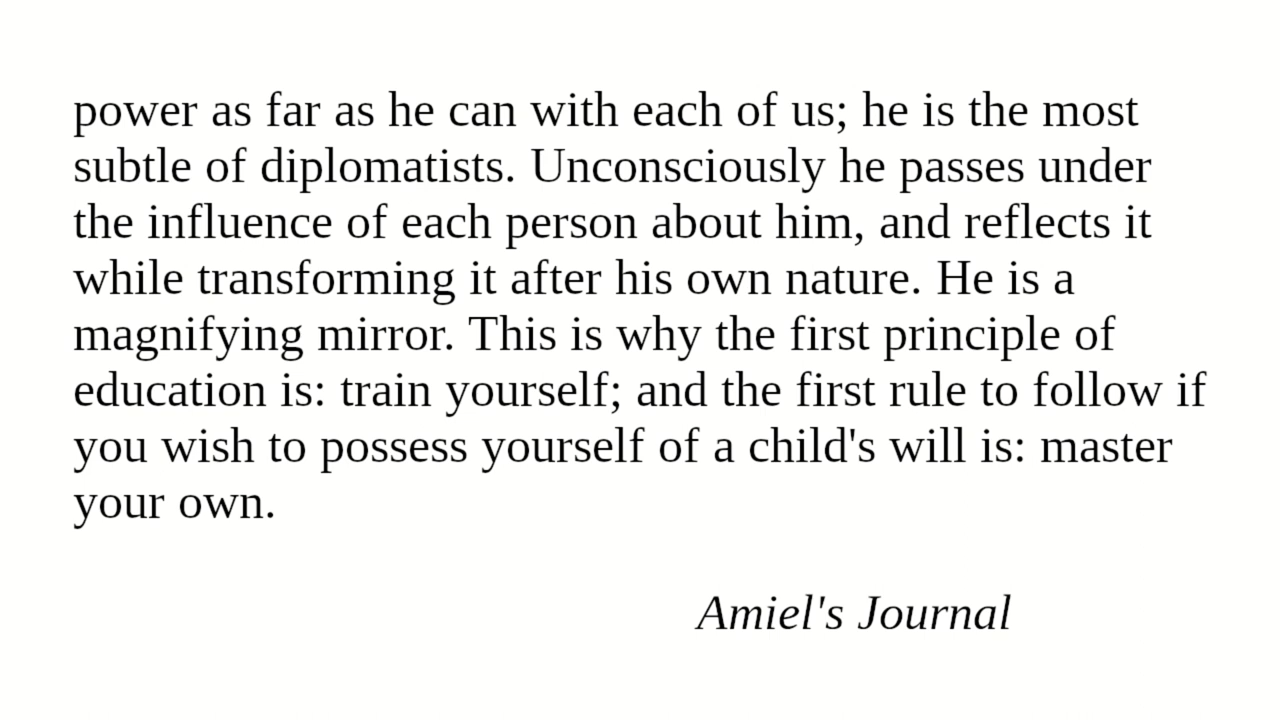 power as far as he can with each of us; he is the most
subtle of diplomatists. Unconsciously he passes under
the influence of each person about him, and reflects it
while transforming it after his own nature. He is a
magnifying mirror. This is why the first principle of
education is: train yourself; and the first rule to follow if
you wish to possess yourself of a child's will is: master
your own.
Amiel's Journal